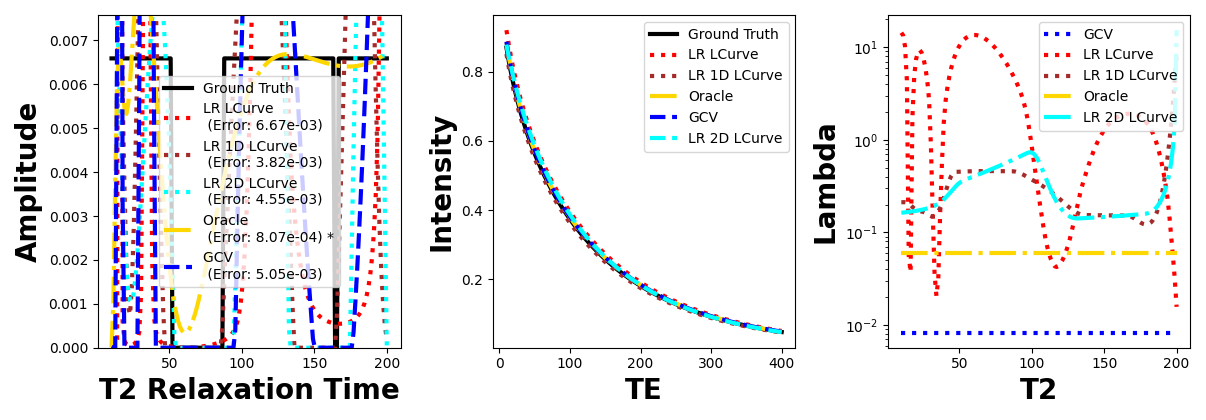 0.007
0.006
0.005
0.004
0.003
0.002
0.001
0.000
Amplitude
50
100
150
200
T2 Relaxation Time
Ground Truth
LR LCurve
(Error: 6.67e-03)
LR 1D LCurve
(Error: 3.82e-03)
LR 2D LCurve
(Error: 4.55e-03)
Oracle
(Error: 8.07e-04) *
GCV
(Error: 5.05e-03)
0.8
0.6
0.4
0.2
Intensity
0
100
200
300
400
TE
Ground Truth
LR LCurve
LR 1D LCurve
Oracle
GCV
LR 2D LCurve
10^1
10^0
10^−1
10^−2
Lambda
50
100
150
200
T2
GCV
LR LCurve
LR 1D LCurve
Oracle
LR 2D LCurve